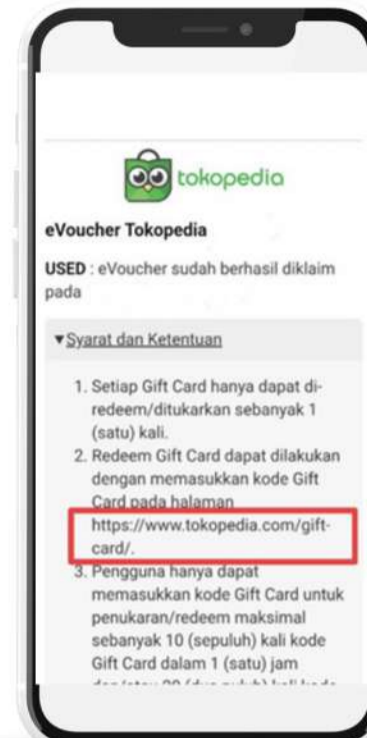 tokopedia
eVoucher Tokopedia
USED : eVoucher sudah berhasil diklaim
pada
▼Syarat dan Ketentuan
1. Setiap Gift Card hanya dapat di-
redeem/ditukarkan sebanyak 1
(satu) kali.
2. Redeem Gift Card dapat dilakukan
dengan memasukkan kode Gift
Card pada halaman
https://www.tokopedia.com/gift-
card/.
3. Pengguna hanya dapat
memasukkan kode Gift Card untuk
penukaran/redeem maksimal
sebanyak 10 (sepuluh) kali kode
Gift Card dalam 1 (satu) jam